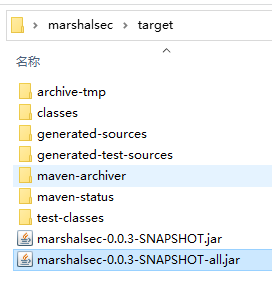 marshalsec > target
名称
archive-tmp
classes
generated-sources
generated-test-sources
maven-archiver
maven-status
test-classes
marshalsec-0.0.3-SNAPSHOT.jar
marshalsec-0.0.3-SNAPSHOT-all.jar